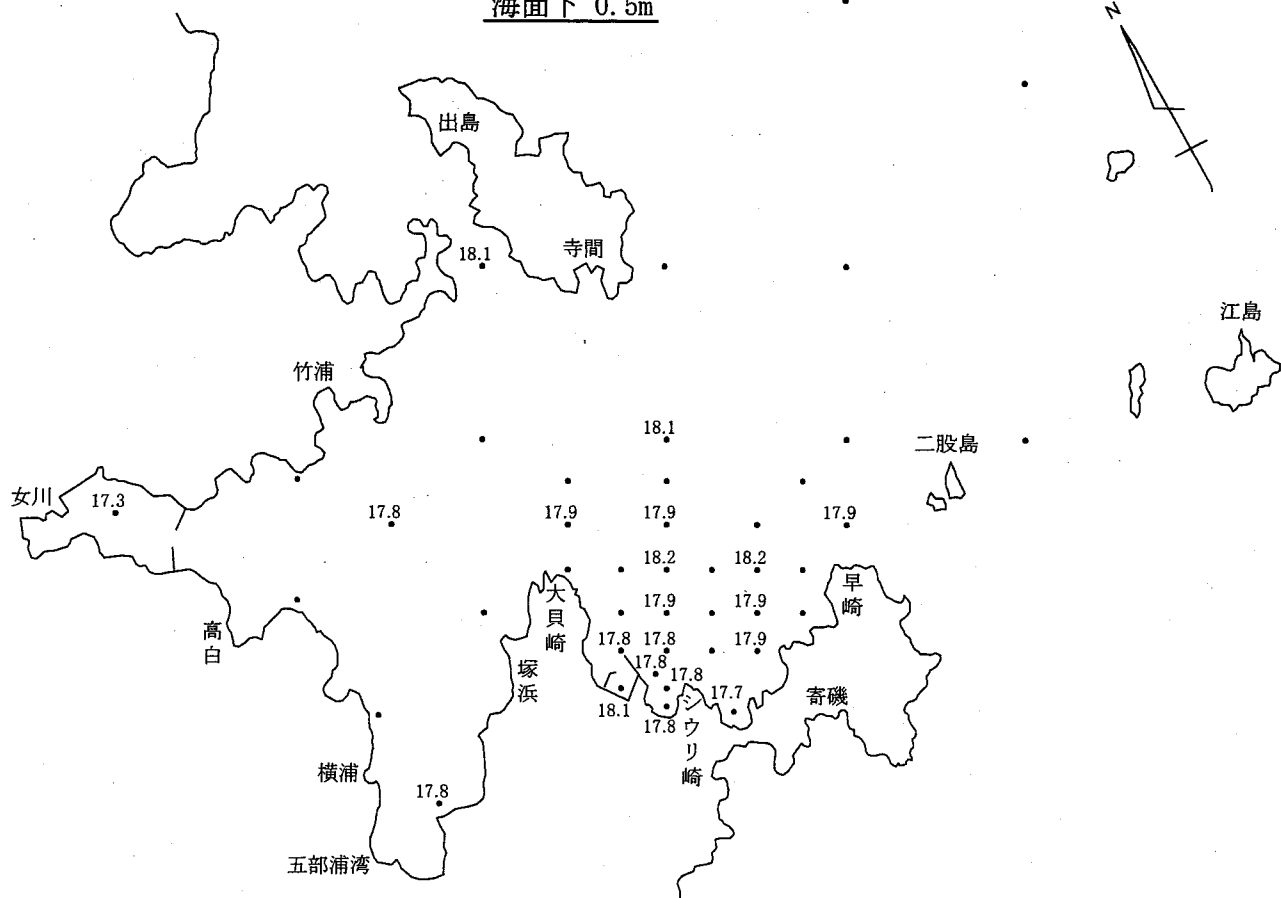 海面下 0.5m
N
出島
寺間
18.1
江島
竹浦
18.1
二股島
女川
17.3
17.8
17.9
17.9
17.9
18.2
18.2
大貝崎
早崎
17.9
17.9
高白
17.8
17.8
17.9
塚浜
17.8
17.8
シウリ崎
寄磯
18.1
17.7
17.8
横浦
17.8
五部浦湾